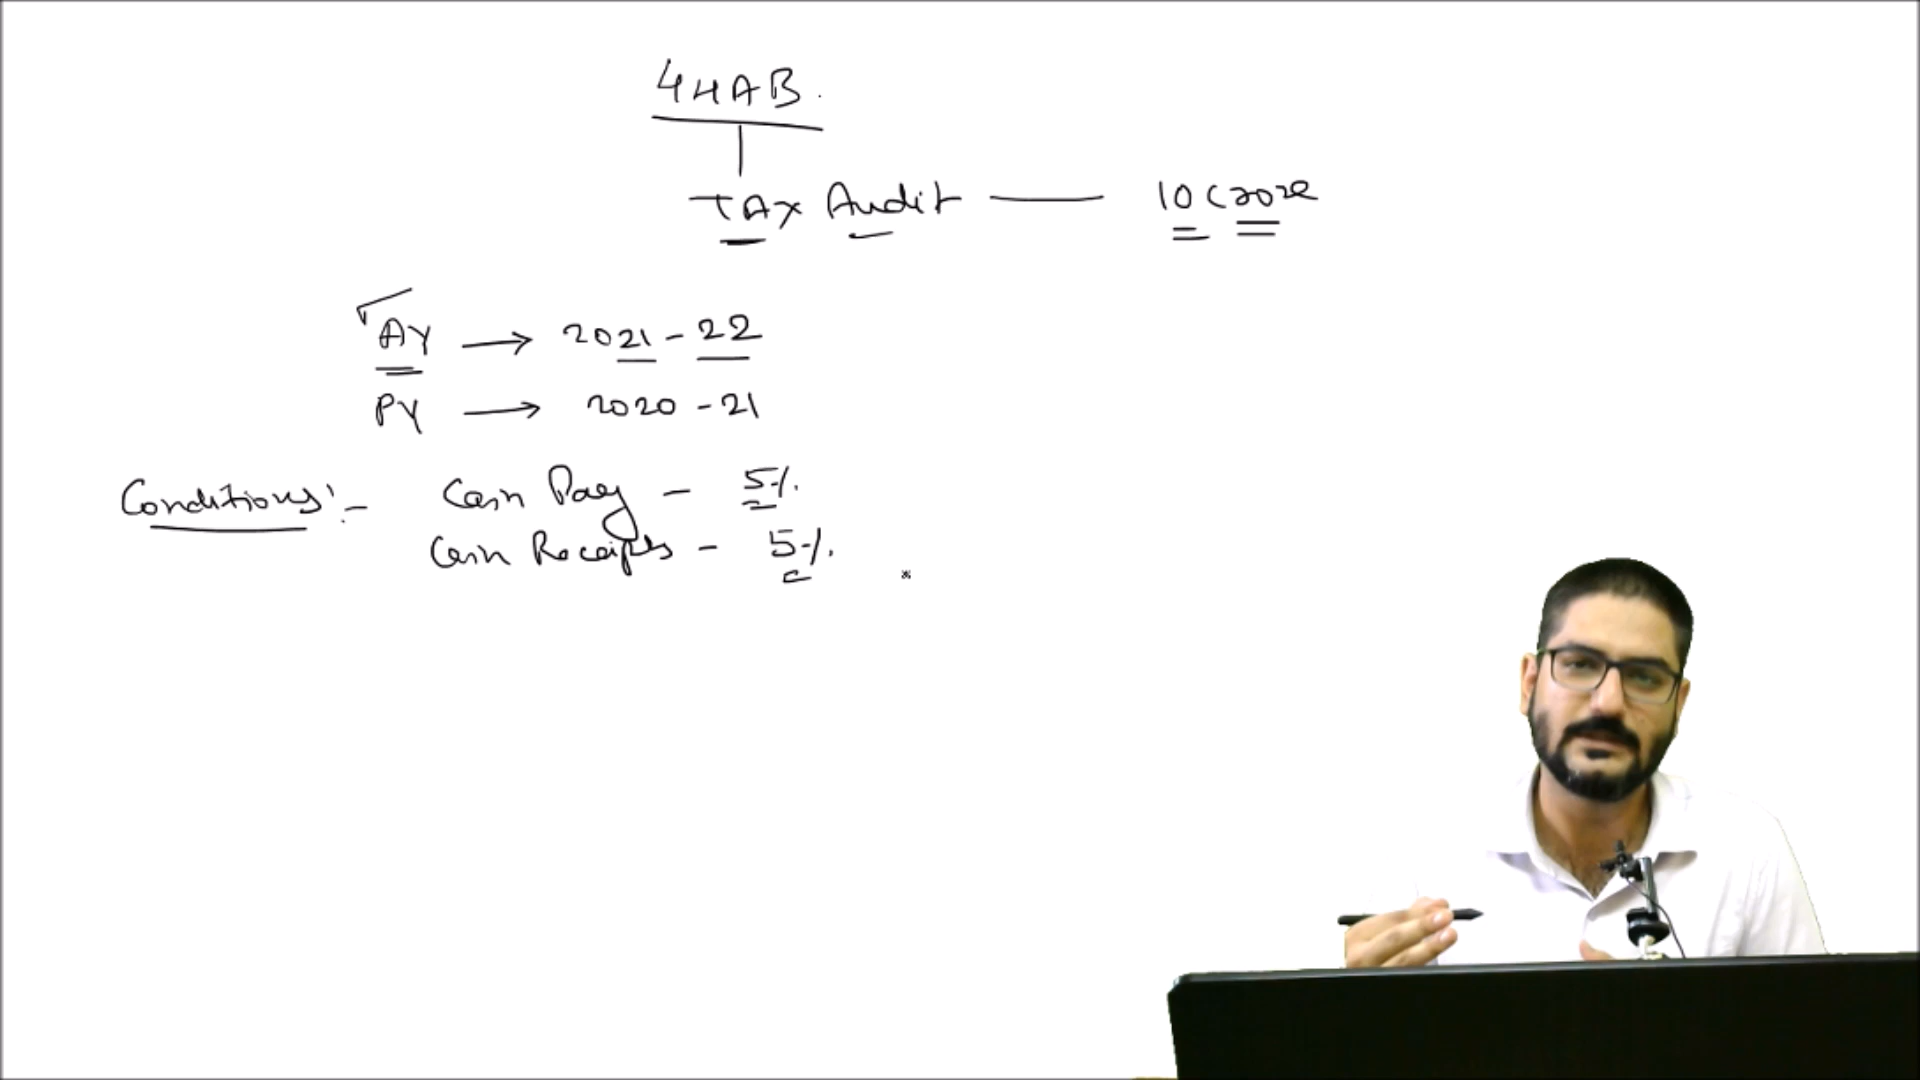 44AB.
TAX Audit — 10 Crore
AY → 2021-22
PY → 2020-21
Conditions:- Cash Pay - 5%.
Cash Receipts - 5%.